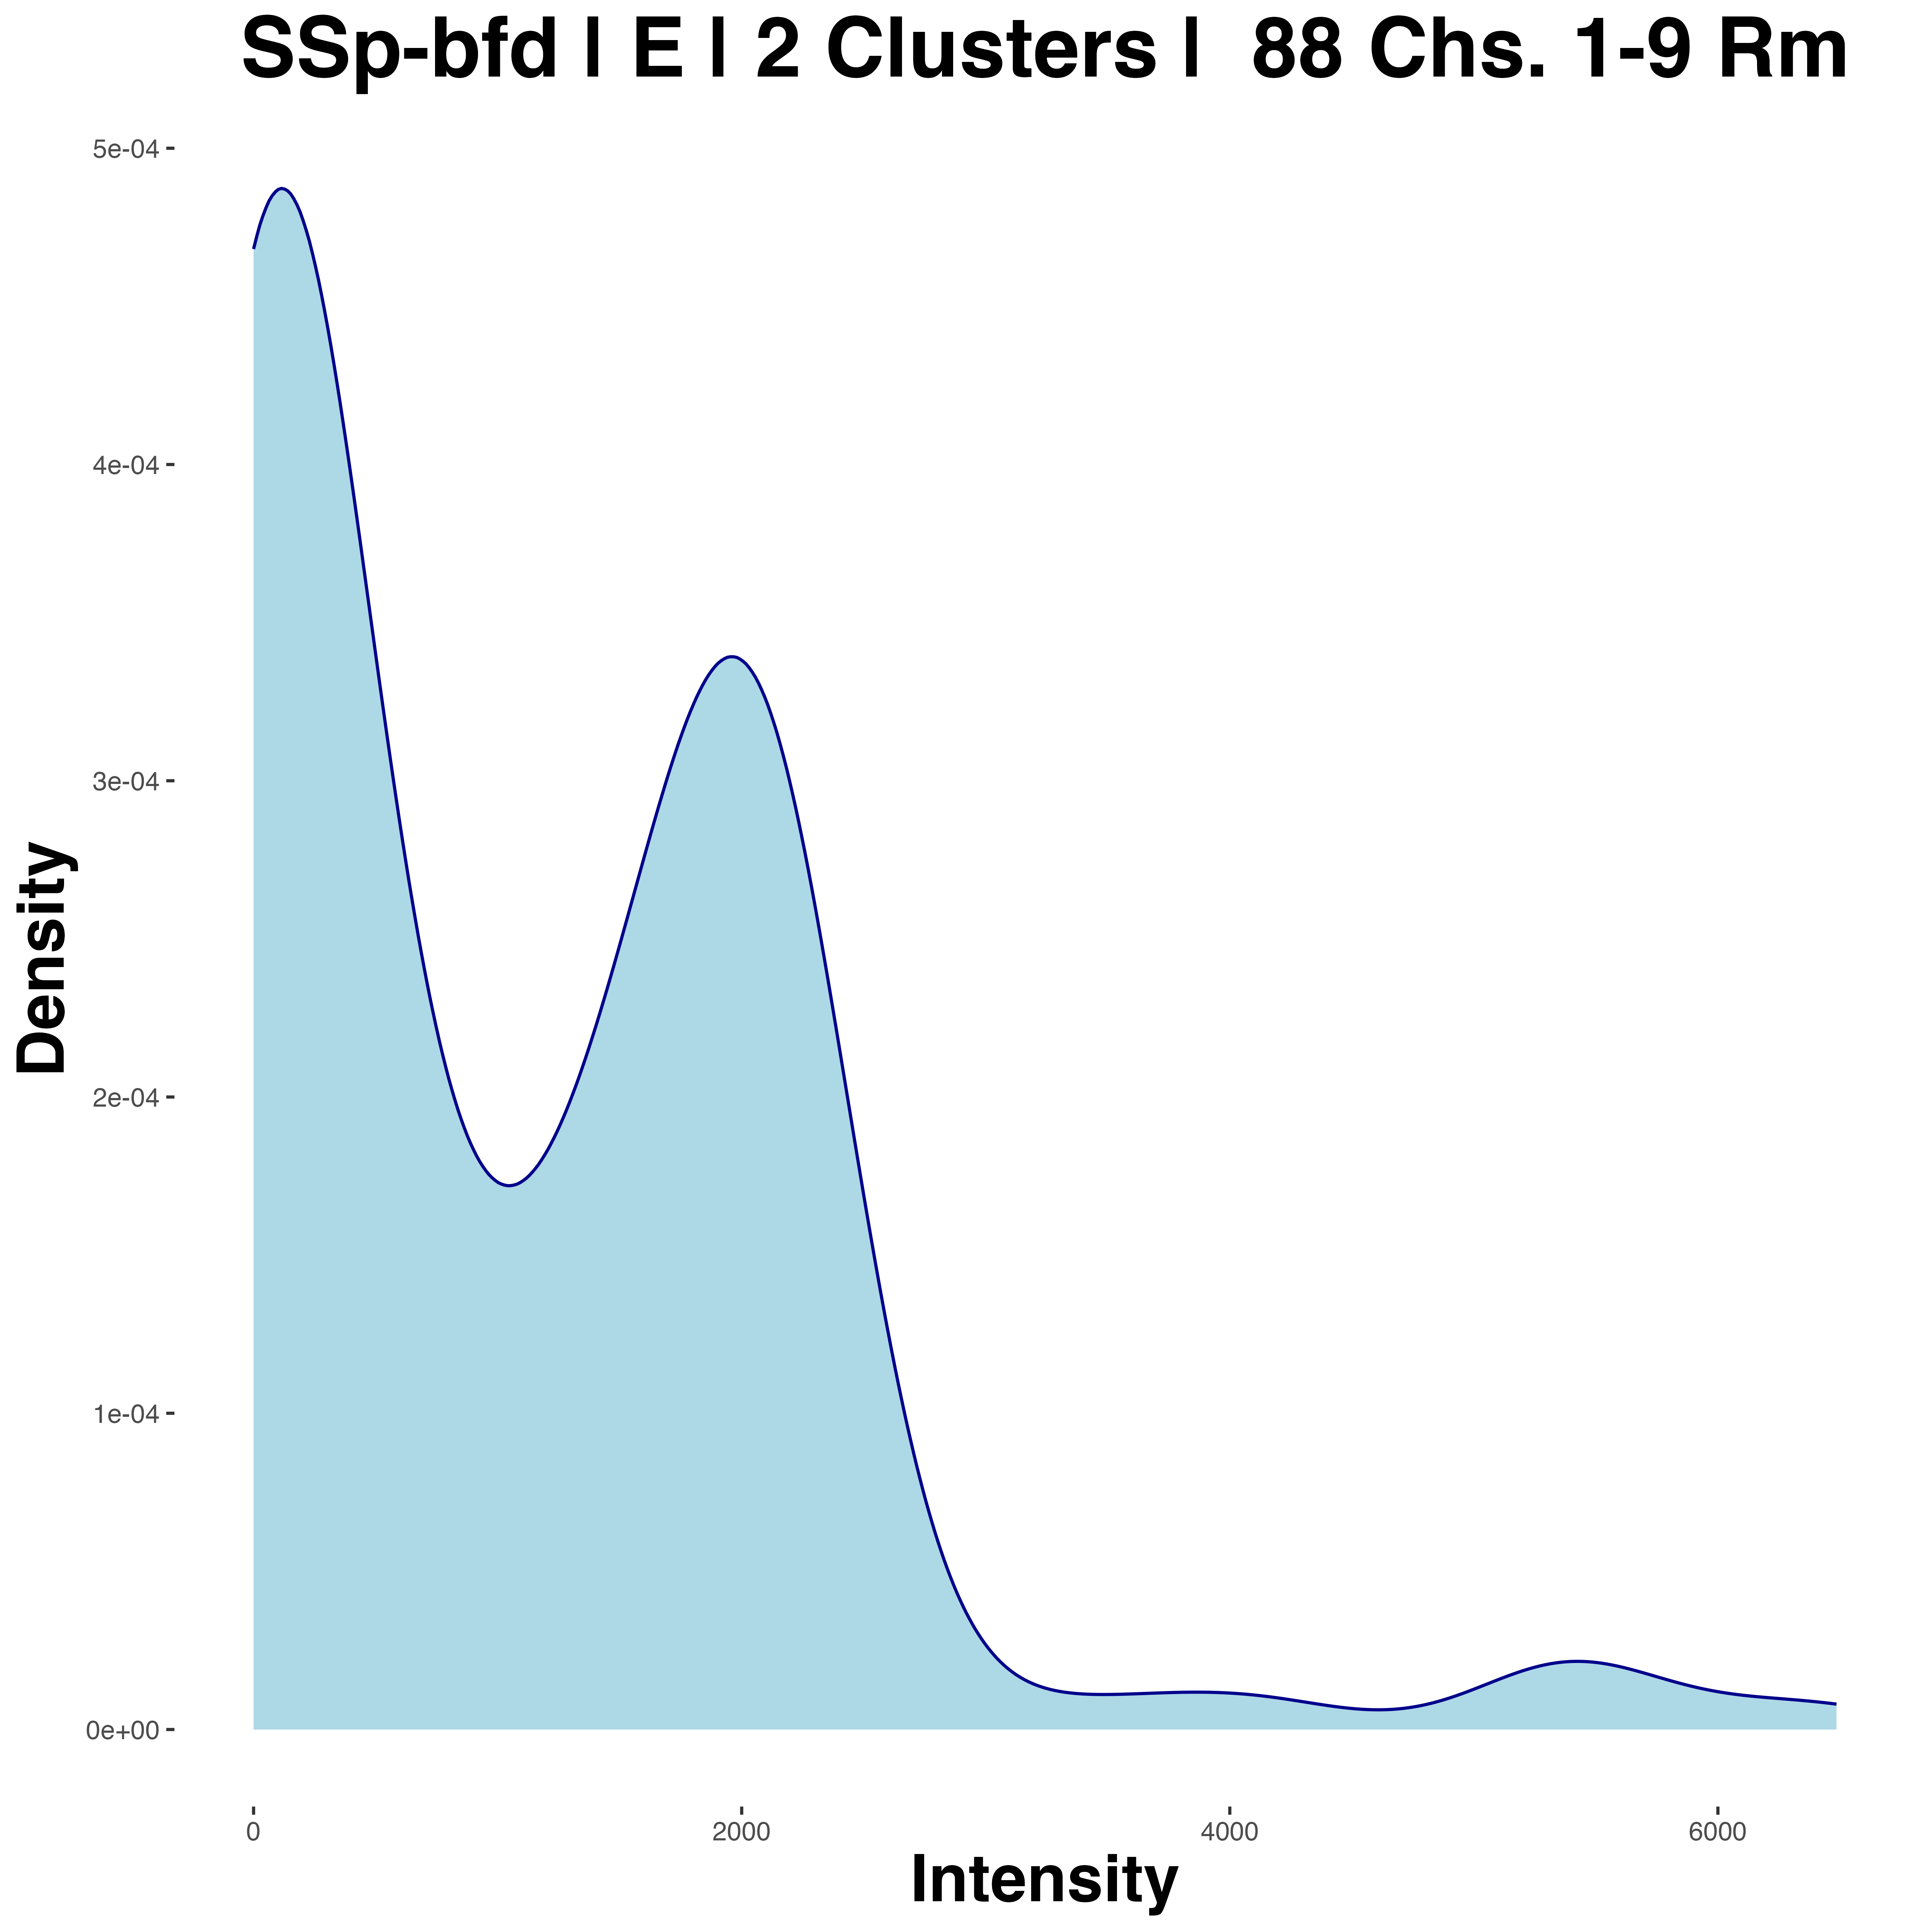 SSp-bfd | E | 2 Clusters |  88 Chs. 1-9 Rm
5e-04
4e-04
3e-04
2e-04
1e-04
0e+00
Density
0 2000 4000 6000
Intensity